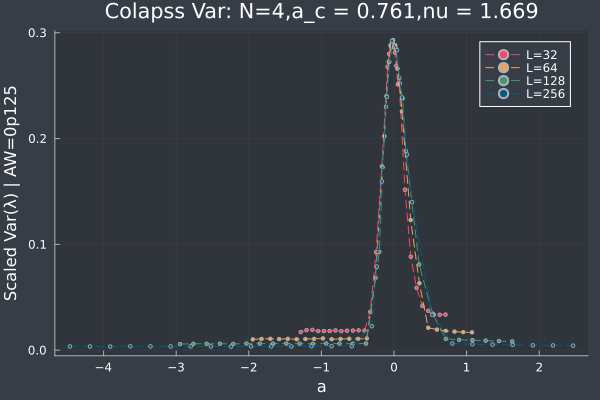 Colapss Var: N=4,a_c = 0.761,nu = 1.669
Scaled Var(λ) | AW=0p125
0.3
0.2
0.1
0.0
L=32
L=64
L=128
L=256
−4 −3 −2 −1 0 1 2
a